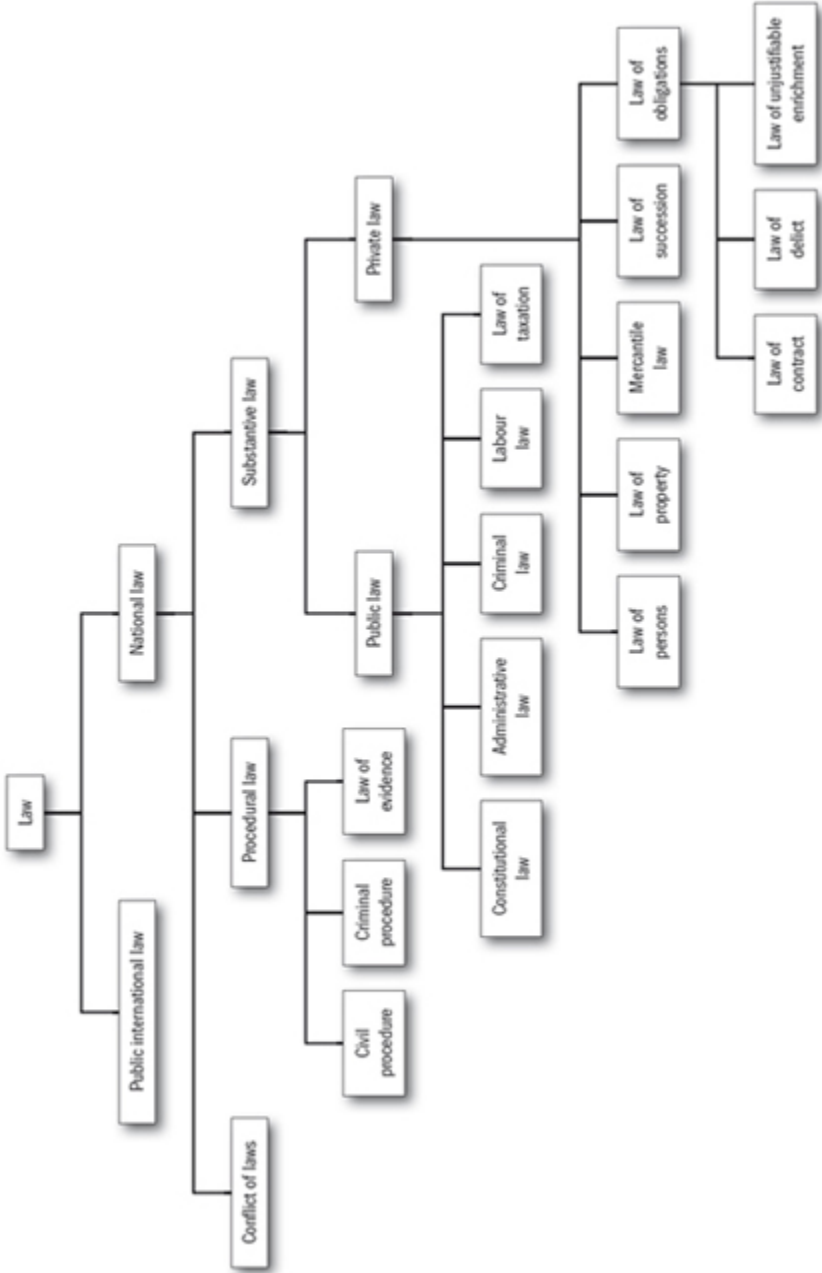 Law
Public international law
National law
Conflict of laws
Procedural law
Substantive law
Civil
procedure
Criminal
procedure
Law of
evidence
Public law
Private law
Constitutional
law
Administrative
law
Criminal
law
Labour
law
Law of
taxation
Law of
persons
Law of
property
Mercantile
law
Law of
succession
Law of
obligations
Law of
contract
Law of
delict
Law of unjustifiable
enrichment